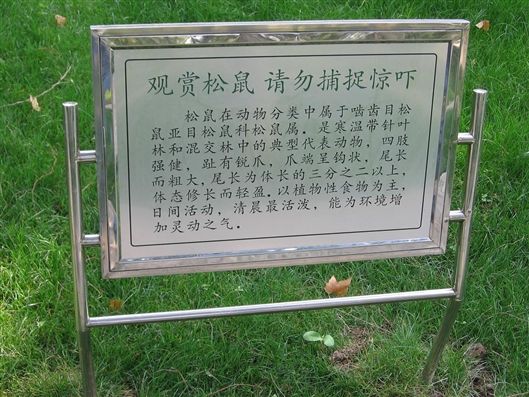 观赏松鼠 请勿捕捉惊吓
松鼠在动物分类中属于啮齿目松
鼠亚目松鼠科松鼠属。是寒温带针叶
林和混交林中的典型代表动物，四肢
强健，趾有锐爪，爪端呈钩状，尾长
而粗大，尾长为体长的三分之二以上，
体态修长而轻盈，以植物性食物为主，
日间活动，清晨最活泼，能为环境增
加灵动之气。